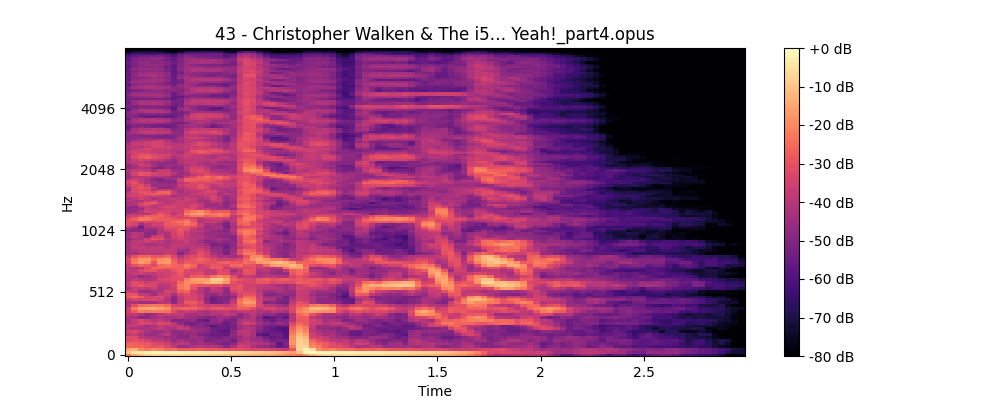 43 - Christopher Walken & The i5... Yeah!_part4.opus
+0 dB
-10 dB
-20 dB
-30 dB
-40 dB
-50 dB
-60 dB
-70 dB
-80 dB
4096
2048
1024
512
0
Hz
0
0.5
1
1.5
2
2.5
Time